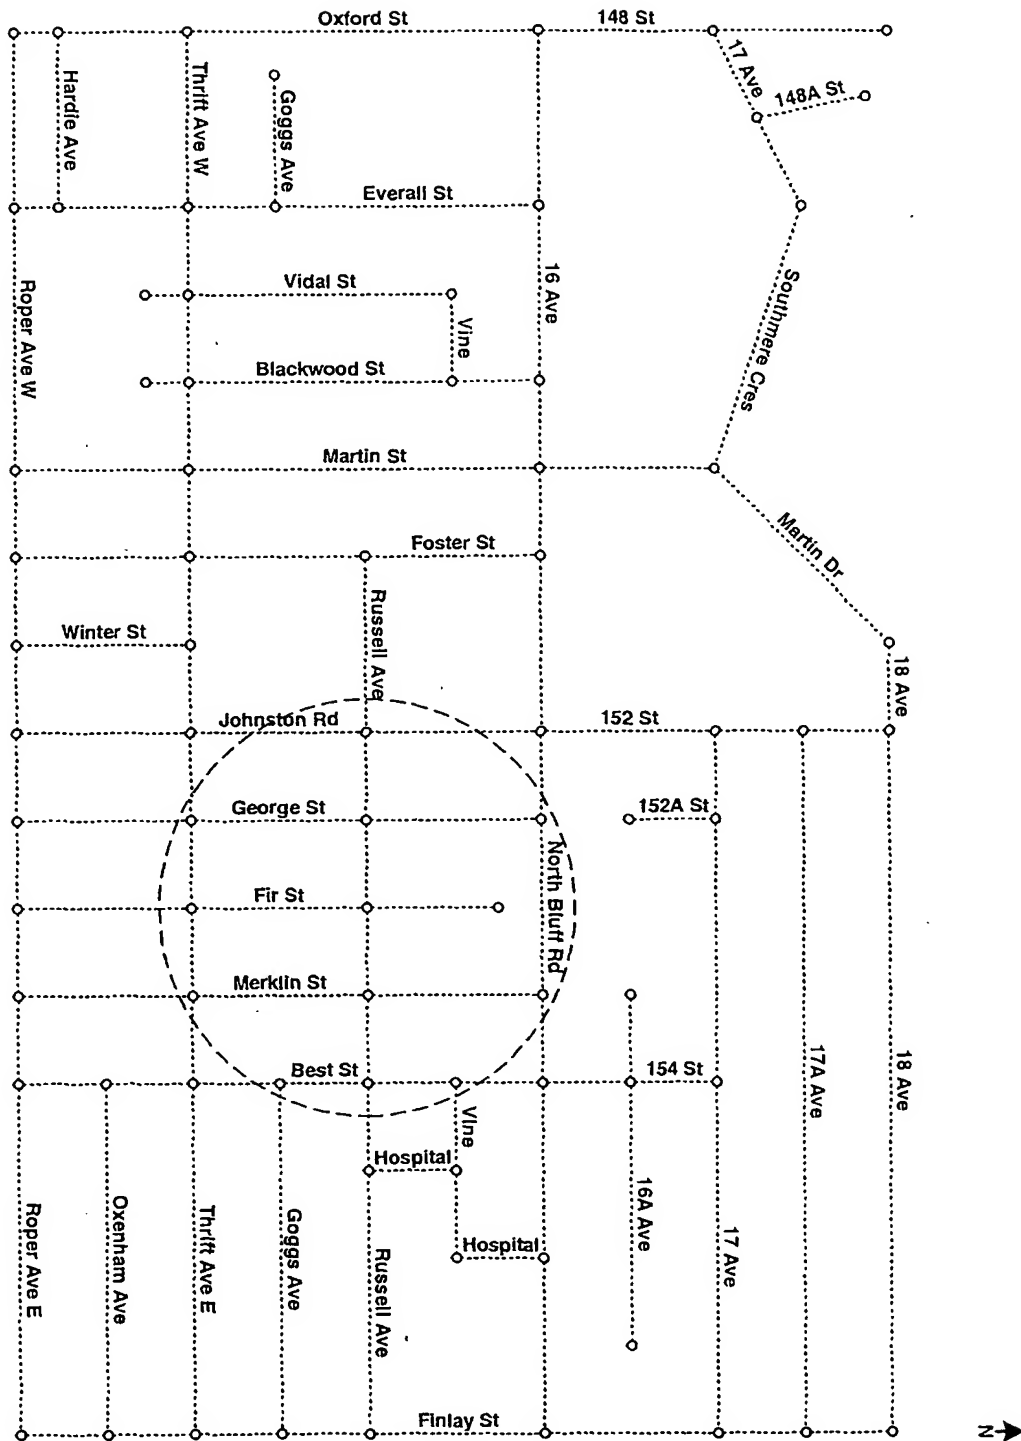 Oxford St
148 St
17 Ave
148A St
Hardie Ave
Thrift Ave W
Goggs Ave
Everall St
Roper Ave W
Vidal St
16 Ave
Southmere Cres
Vine
Blackwood St
Martin St
Martin Dr
Foster St
Russell Ave
Winter St
18 Ave
Johnston Rd
152 St
George St
152A St
Fir St
North Bluff Rd
Merklin St
Best St
154 St
17A Ave
18 Ave
Vine
Hospital
Hospital
Roper Ave E
Oxenham Ave
Thrift Ave E
Goggs Ave
Russell Ave
16A Ave
17 Ave
Finlay St
N